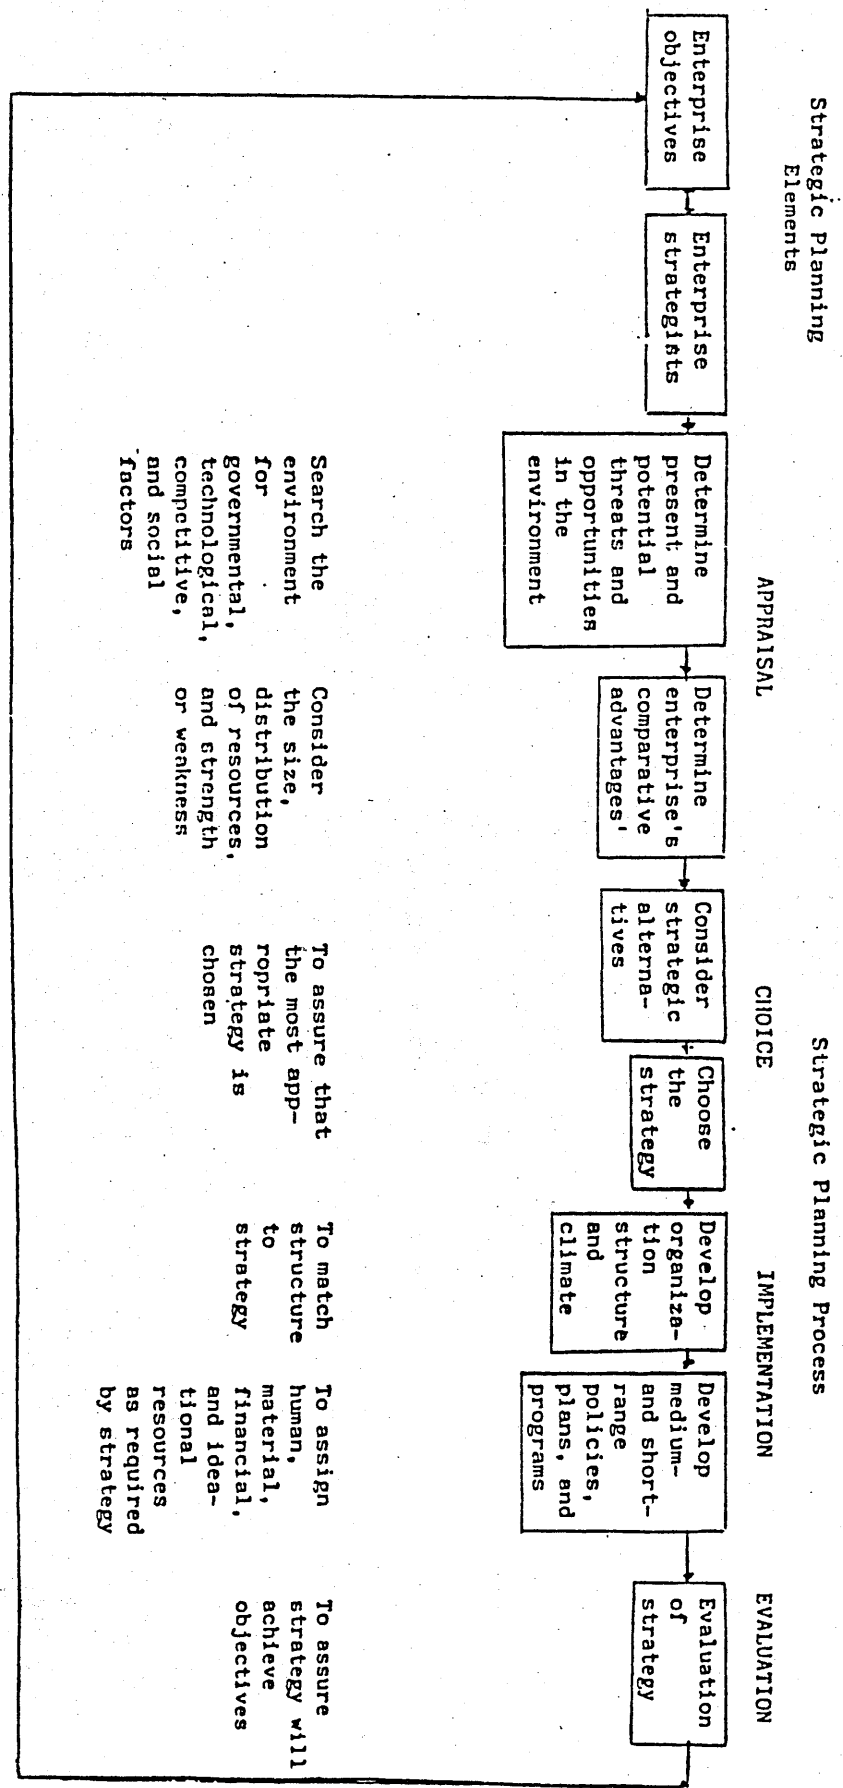 Strategic Planning
Elements
Strategic Planning Process
APPRAISAL
CHOICE
IMPLEMENTATION
EVALUATION
Enterprise
objectives
Enterprise
strategists
Determine
present and
potential
threats and
opportunities
in the
environment
Determine
enterprise's
comparative
advantages'
Consider
strategic
alterna-
tives
Choose
the
strategy
Develop
organiza-
tion
structure
and
climate
Develop
medium-
and short-
range
policies,
plans, and
programs
Evaluation
of
strategy
Search the
environment
for
governmental,
technological,
competitive,
and social
factors
Consider
the size,
distribution
of resources,
and strength
or weakness
To assure that
the most app-
ropriate
strategy is
chosen
To match
structure
to
strategy
To assign
human,
material,
financial,
and idea-
tional
resources
as required
by strategy
To assure
strategy will
achieve
objectives